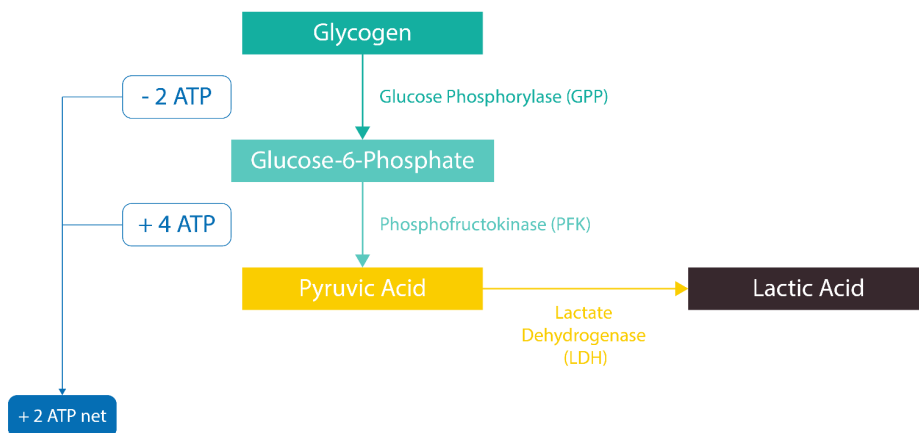 Glycogen
- 2 ATP
Glucose Phosphorylase (GPP)
Glucose-6-Phosphate
+ 4 ATP
Phosphofructokinase (PFK)
Pyruvic Acid
Lactic Acid
Lactate
Dehydrogenase
(LDH)
+ 2 ATP net